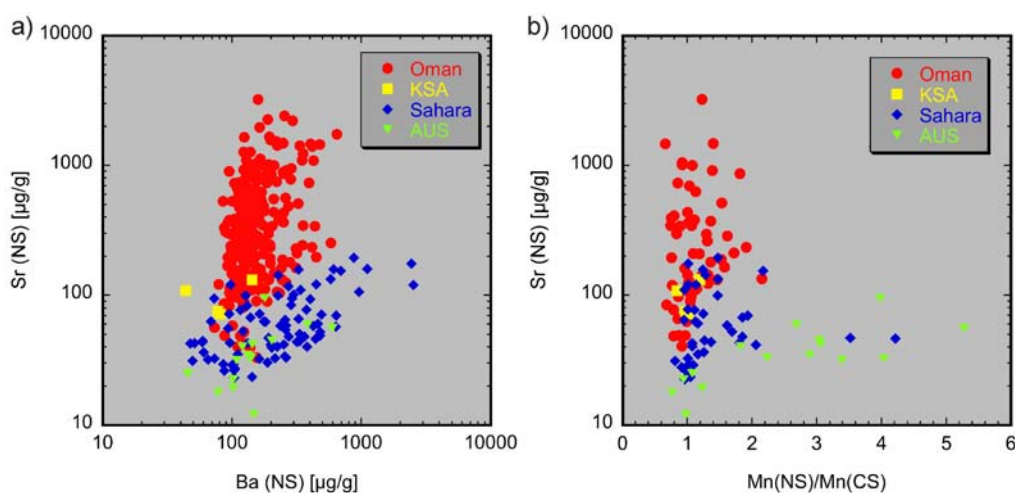 a)
10000
1000
100
10
Sr (NS) [µg/g]
Oman
KSA
Sahara
AUS
10 100 1000 10000
Ba (NS) [µg/g]
b)
10000
1000
100
10
Sr (NS) [µg/g]
Oman
KSA
Sahara
AUS
0 1 2 3 4 5 6
Mn(NS)/Mn(CS)